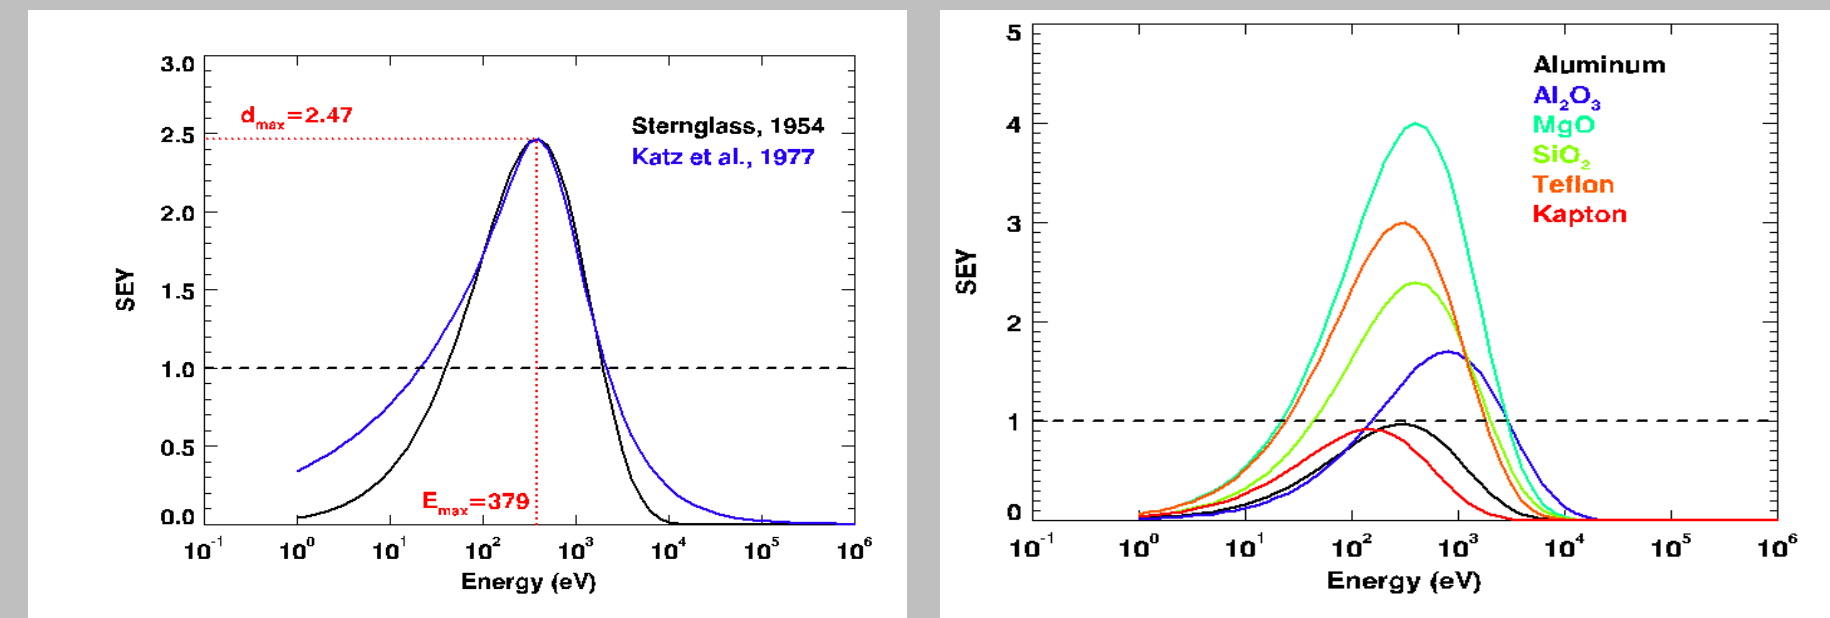 3.0
2.5
2.0
1.5
1.0
0.5
0.0
SEY
d_max=2.47
Sternglass, 1954
Katz et al., 1977
E_max=379
10^-1 10^0 10^1 10^2 10^3 10^4 10^5 10^6
Energy (eV)
5
4
3
2
1
0
SEY
Aluminum
Al₂O₃
MgO
SiO₂
Teflon
Kapton
10^-1 10^0 10^1 10^2 10^3 10^4 10^5 10^6
Energy (eV)